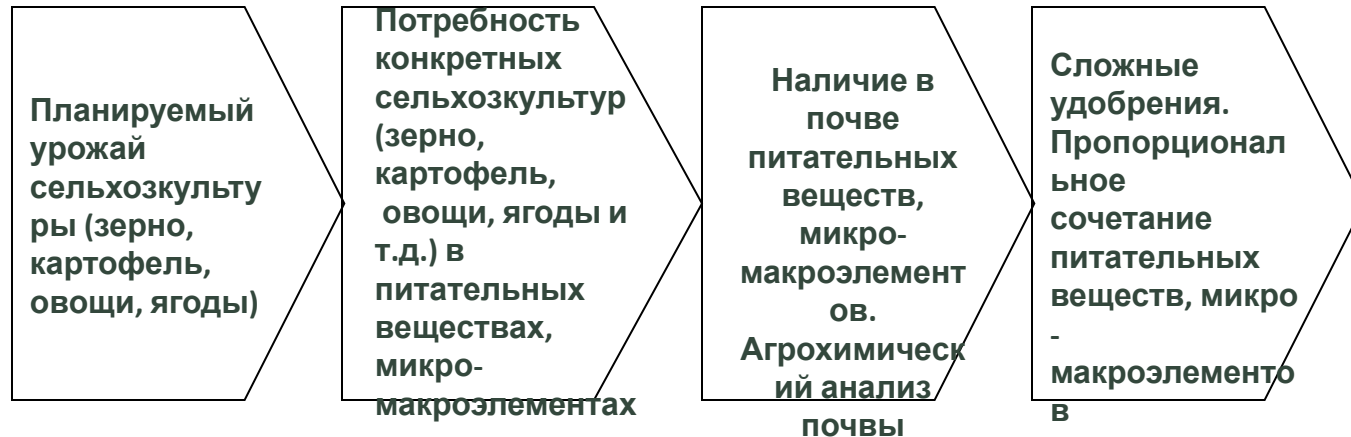 Планируемый
урожай
сельхозкульту
ры (зерно,
картофель,
овощи, ягоды)
Потребность
конкретных
сельхозкультур
(зерно,
картофель,
овощи, ягоды и
т.д.) в
питательных
веществах,
микро-
макроэлементах
Наличие в
почве
питательных
веществ,
микро-
макроэлемент
ов.
Агрохимическ
ий анализ
почвы
Сложные
удобрения.
Пропорционал
ьное
сочетание
питательных
веществ, микро
-
макроэлементо
в